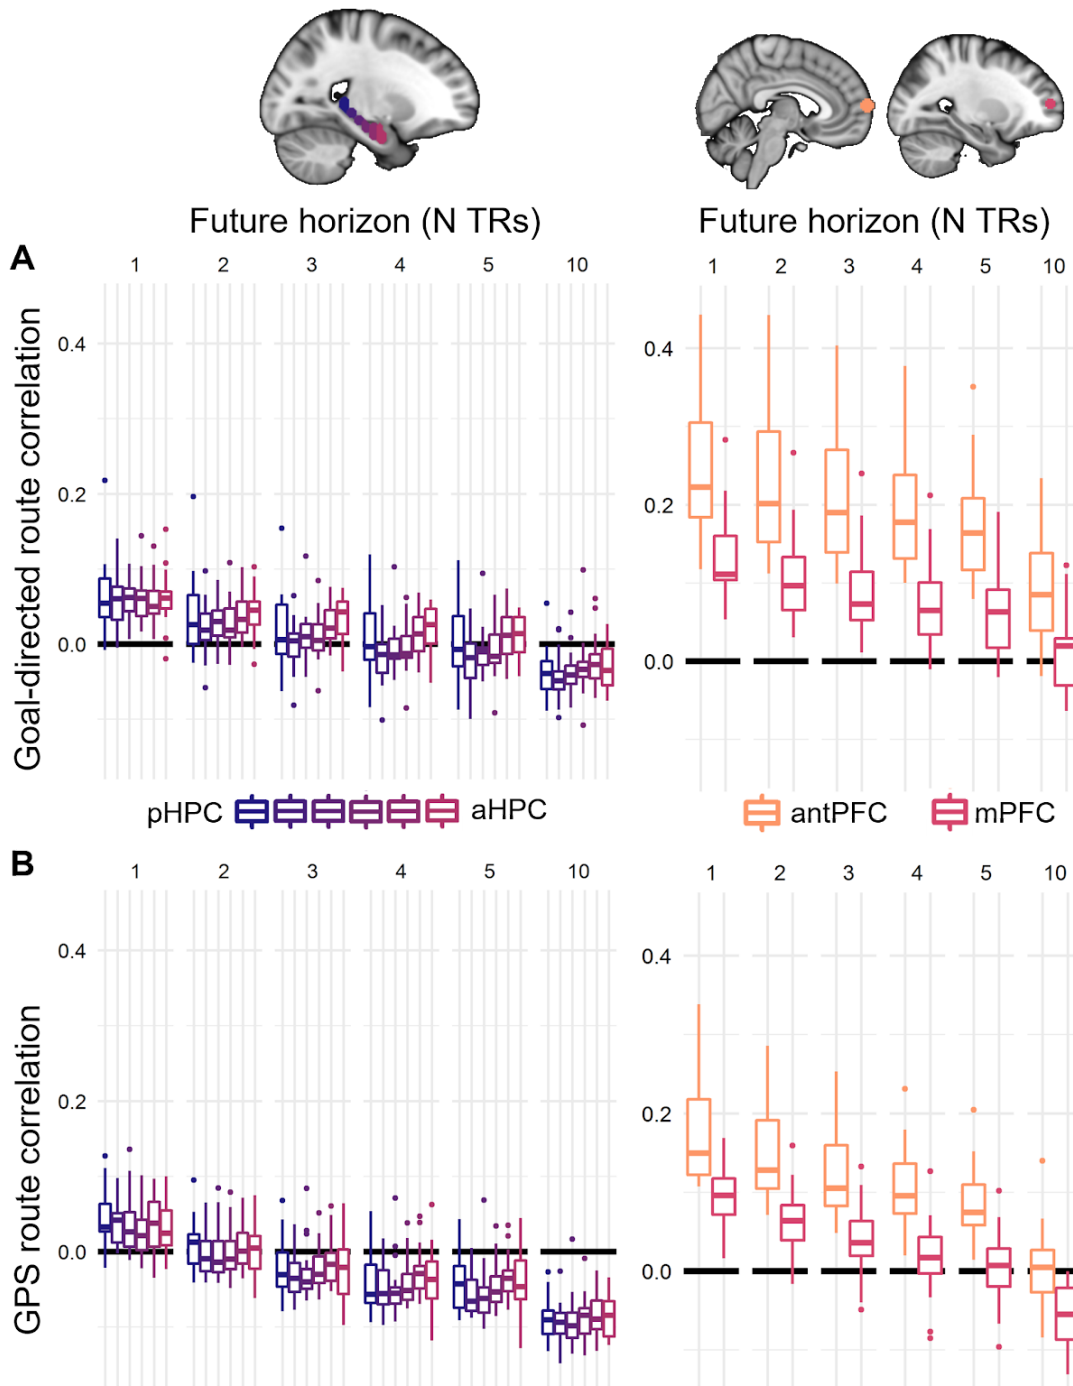 Future horizon (N TRs)
Future horizon (N TRs)
A
1 2 3 4 5 10
1 2 3 4 5 10
Goal-directed route correlation
0.4
0.2
0.0
0.4
0.2
0.0
pHPC aHPC
antPFC mPFC
B
1 2 3 4 5 10
1 2 3 4 5 10
GPS route correlation
0.4
0.2
0.0
0.4
0.2
0.0